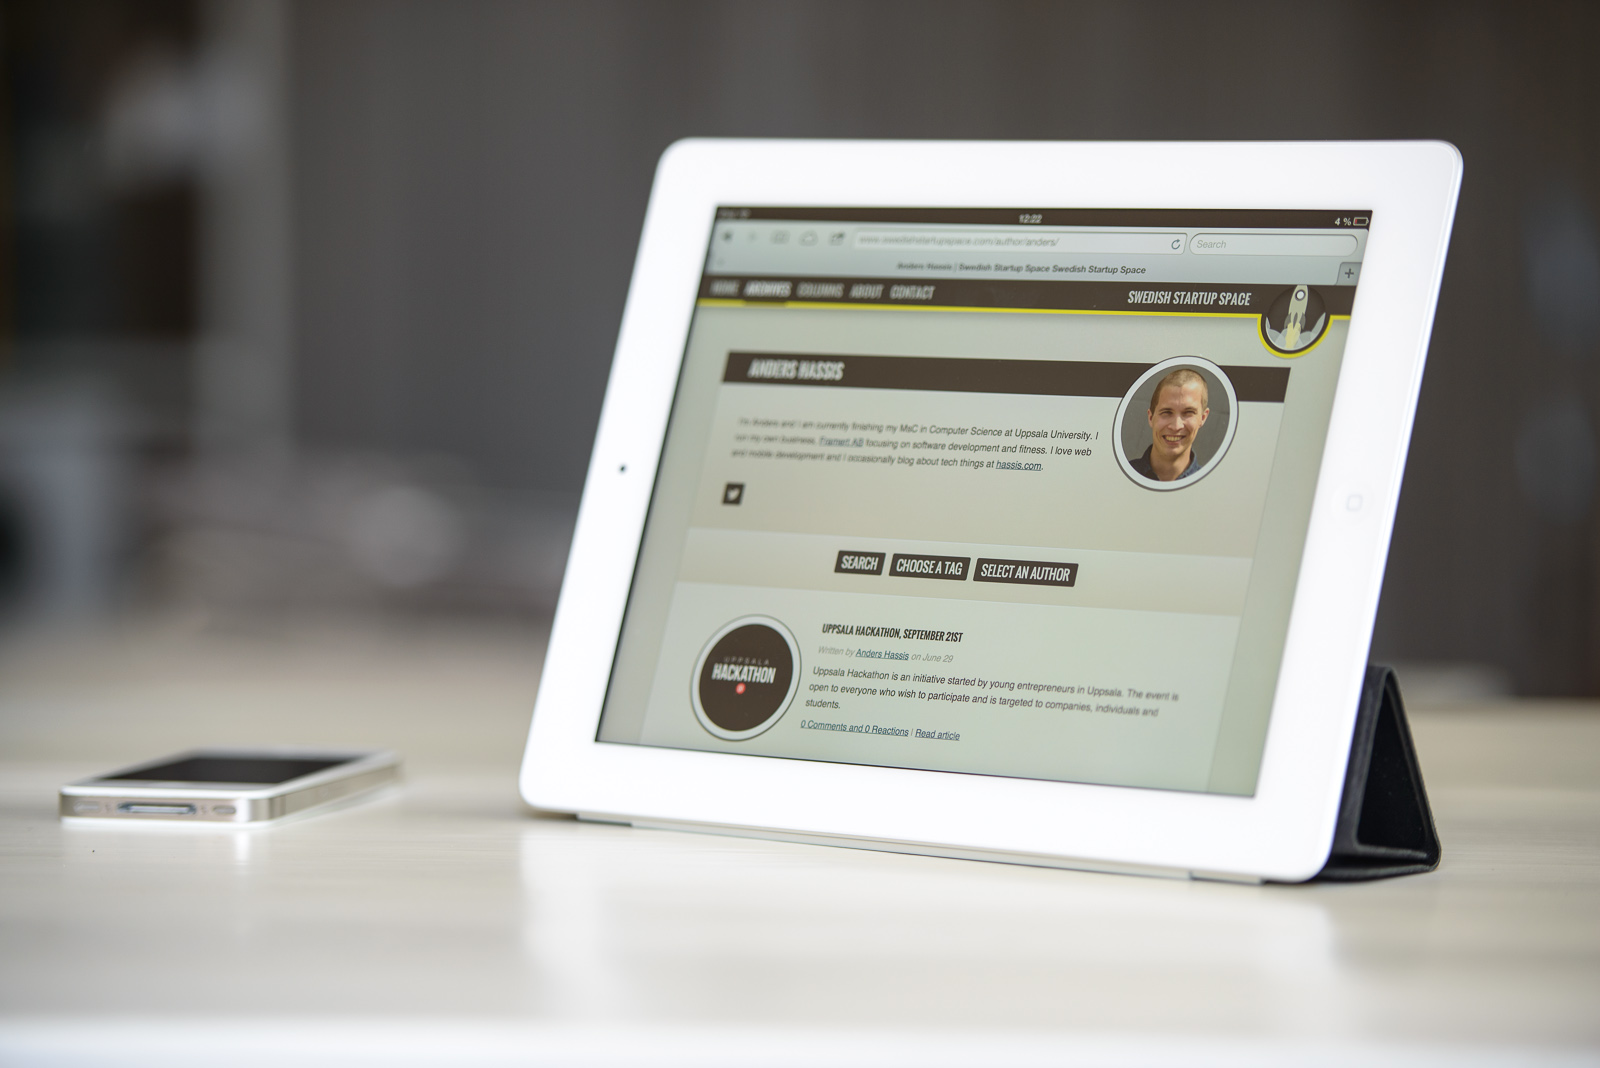 12:22
4 %
www.swedishstartupspace.com/author/anders/
Search
Anders Hassis | Swedish Startup Space Swedish Startup Space
HOME ARCHIVES COLUMNS ABOUT CONTACT
SWEDISH STARTUP SPACE
ANDERS HASSIS
I'm Anders and I am currently finishing my MsC in Computer Science at Uppsala University. I
run my own business, Framert AB focusing on software development and fitness. I love web
and mobile development and I occasionally blog about tech things at hassis.com.
SEARCH
CHOOSE A TAG
SELECT AN AUTHOR
UPPSALA
HACKATHON
UPPSALA HACKATHON, SEPTEMBER 21ST
Written by Anders Hassis on June 29
Uppsala Hackathon is an initiative started by young entrepreneurs in Uppsala. The event is
open to everyone who wish to participate and is targeted to companies, individuals and
students.
0 Comments and 0 Reactions | Read article